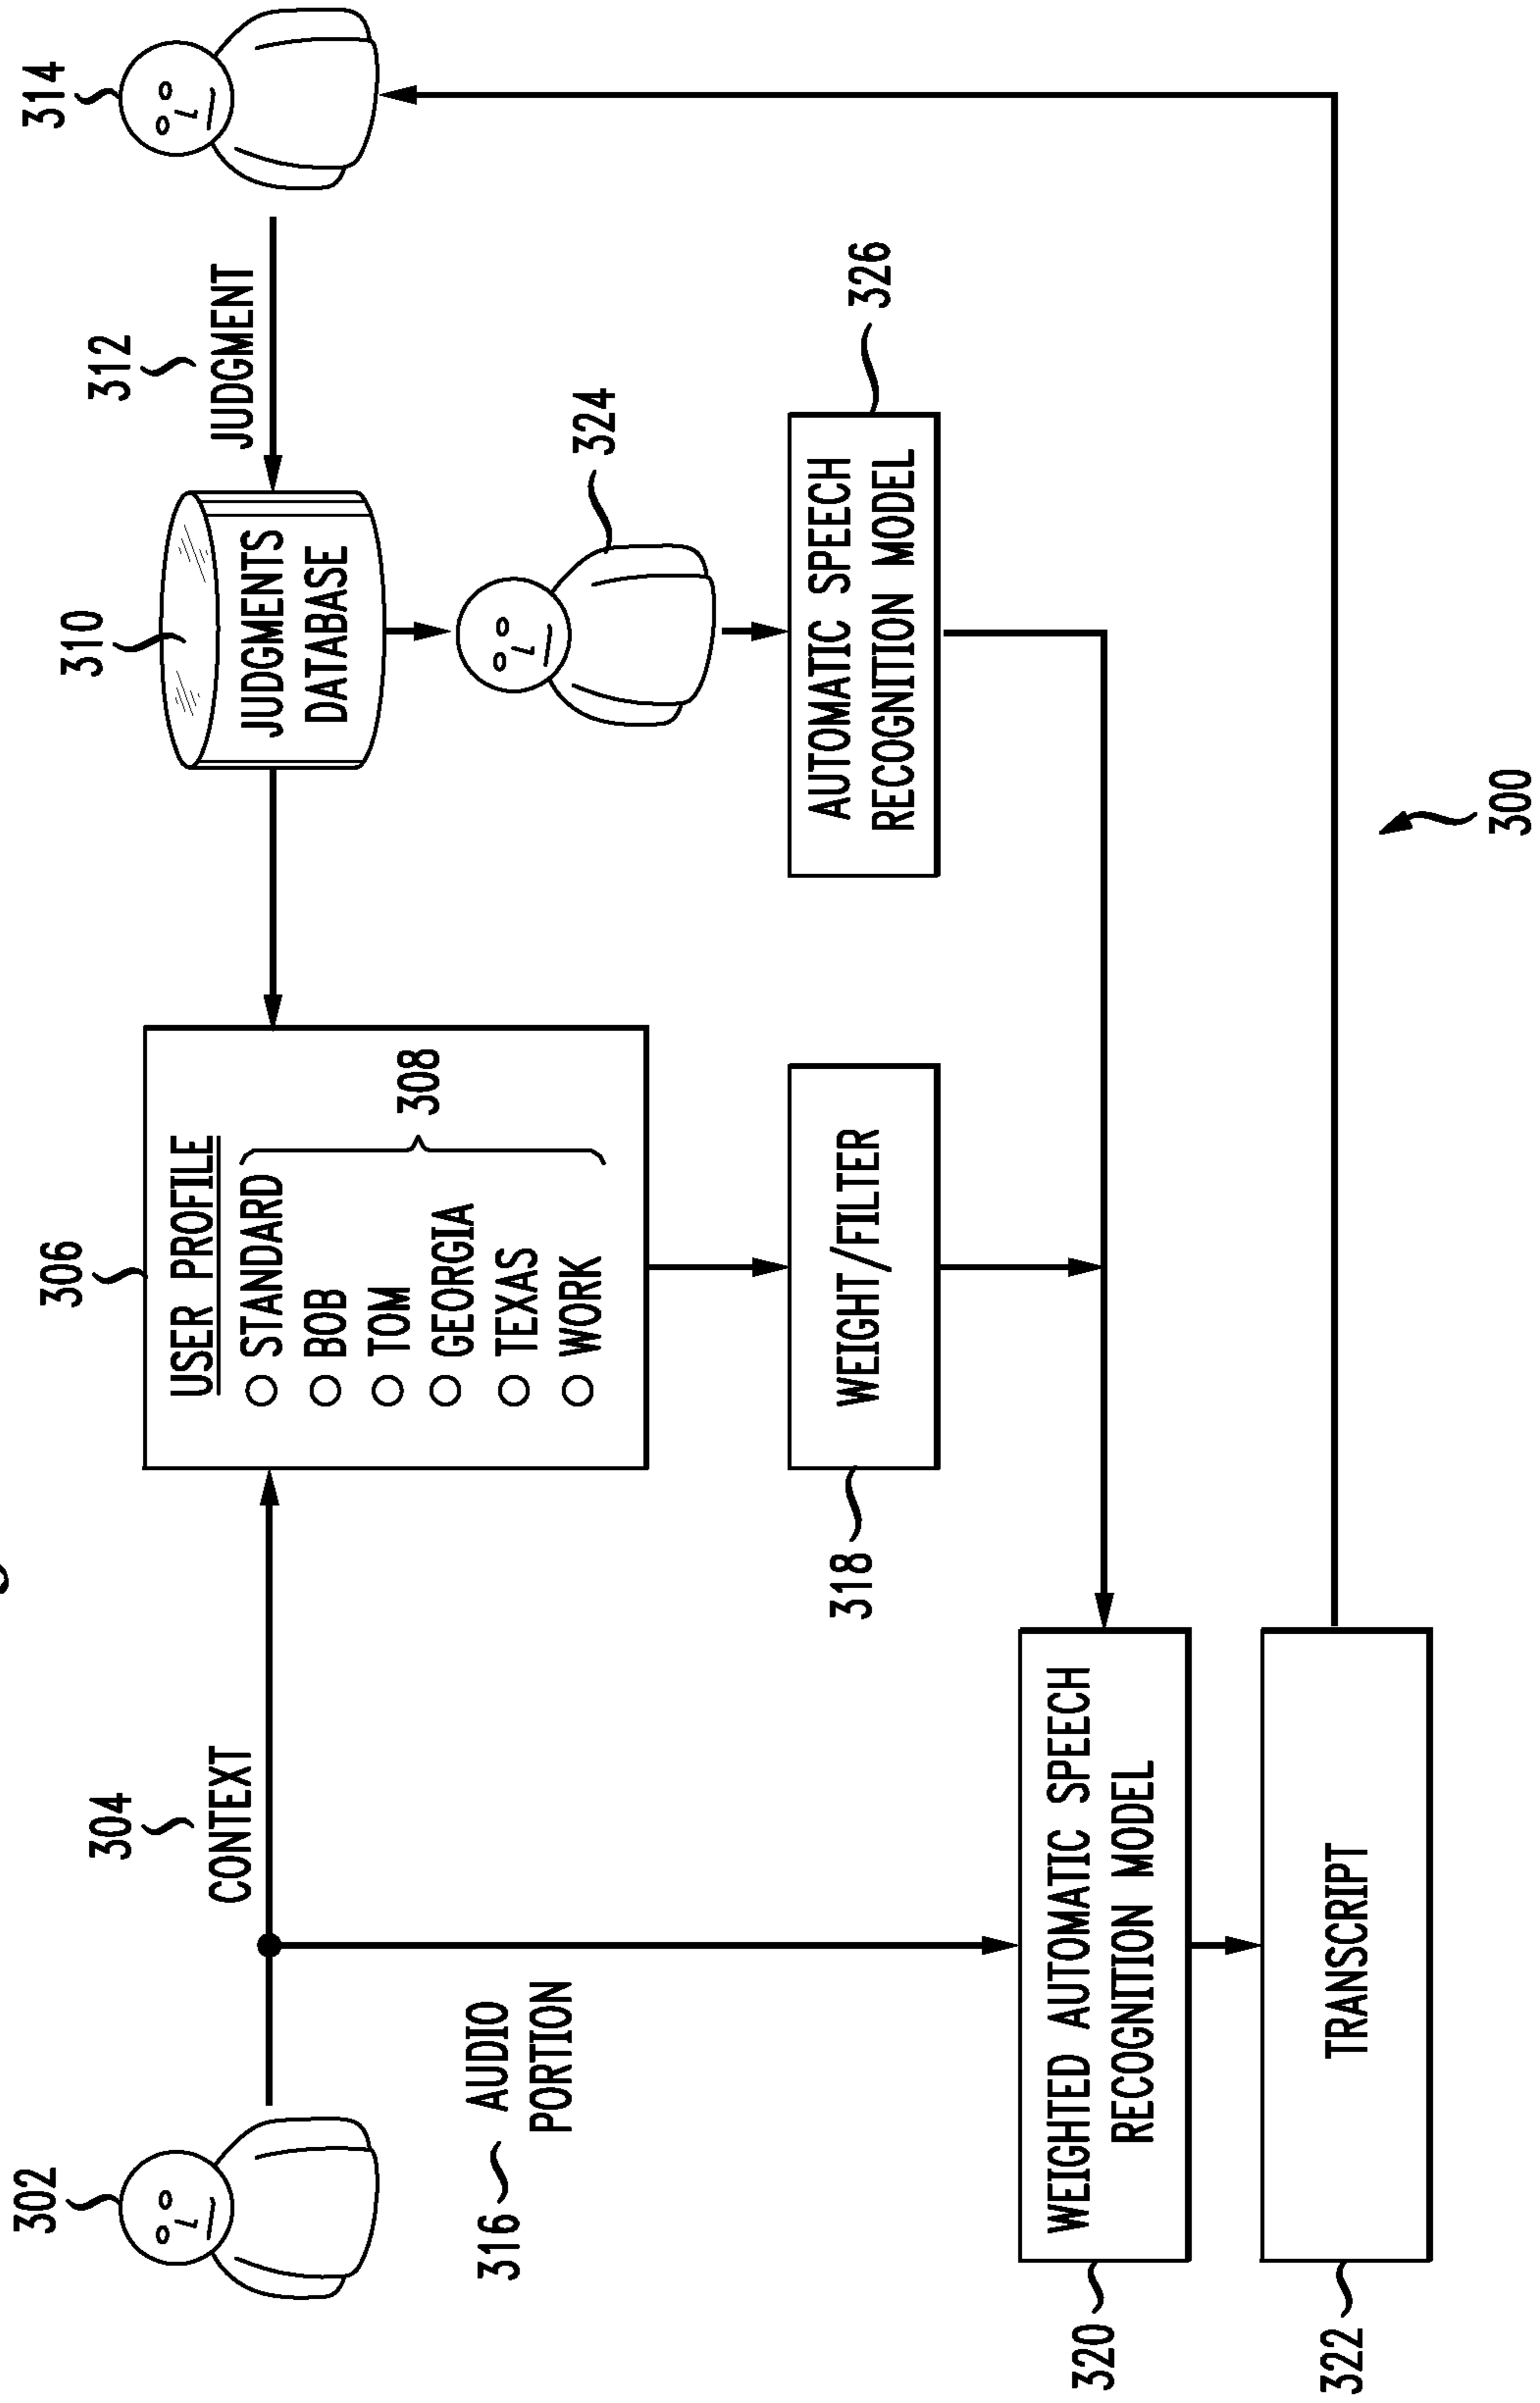 302
304
CONTEXT
306
USER PROFILE
STANDARD
BOB
TOM
GEORGIA
TEXAS
WORK
308
310
JUDGMENTS
DATABASE
312
JUDGMENT
314
316
AUDIO
PORTION
318
WEIGHT/FILTER
324
AUTOMATIC SPEECH
RECOGNITION MODEL
326
320
WEIGHTED AUTOMATIC SPEECH
RECOGNITION MODEL
322
TRANSCRIPT
300